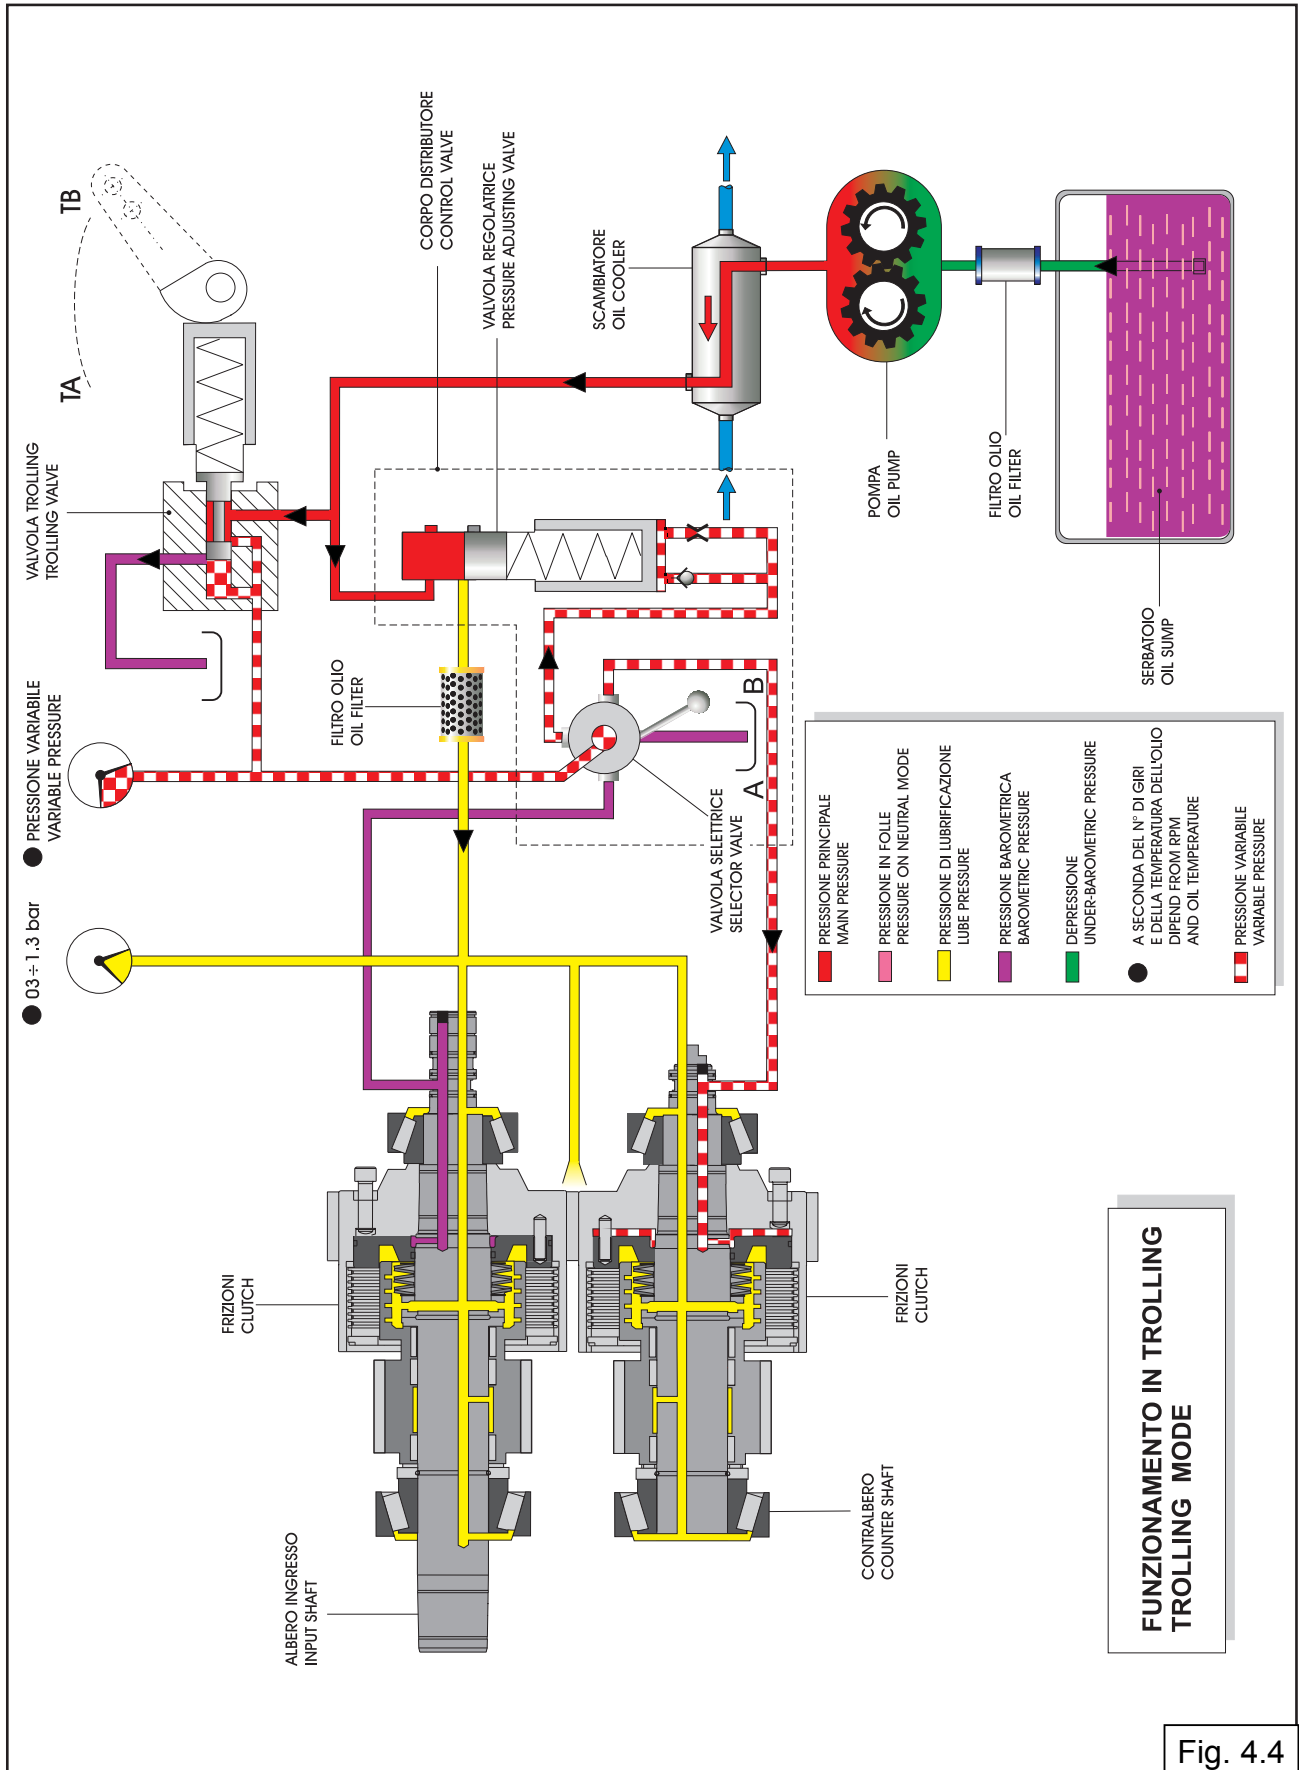 TA
TB
VALVOLA TROLLING
TROLLING VALVE
CORPO DISTRIBUTORE
CONTROL VALVE
VALVOLA REGOLATRICE
PRESSURE ADJUSTING VALVE
SCAMBIATORE
OIL COOLER
POMPA
OIL PUMP
FILTRO OLIO
OIL FILTER
SERBATOIO
OIL SUMP
● PRESSIONE VARIABILE
VARIABLE PRESSURE
● 03÷1.3 bar
FILTRO OLIO
OIL FILTER
A
B
VALVOLA SELETTRICE
SELECTOR VALVE
PRESSIONE PRINCIPALE
MAIN PRESSURE
PRESSIONE IN FOLLE
PRESSURE ON NEUTRAL MODE
PRESSIONE DI LUBRIFICAZIONE
LUBE PRESSURE
PRESSIONE BAROMETRICA
BAROMETRIC PRESSURE
DEPRESSIONE
UNDER-BAROMETRIC PRESSURE
● A SECONDA DEL N° DI GIRI
E DELLA TEMPERATURA DELL'OLIO
DIPEND FROM RPM
AND OIL TEMPERATURE
PRESSIONE VARIABILE
VARIABLE PRESSURE
FRIZIONI
CLUTCH
FRIZIONI
CLUTCH
ALBERO INGRESSO
INPUT SHAFT
CONTRALBERO
COUNTER SHAFT
FUNZIONAMENTO IN TROLLING
TROLLING MODE
Fig. 4.4